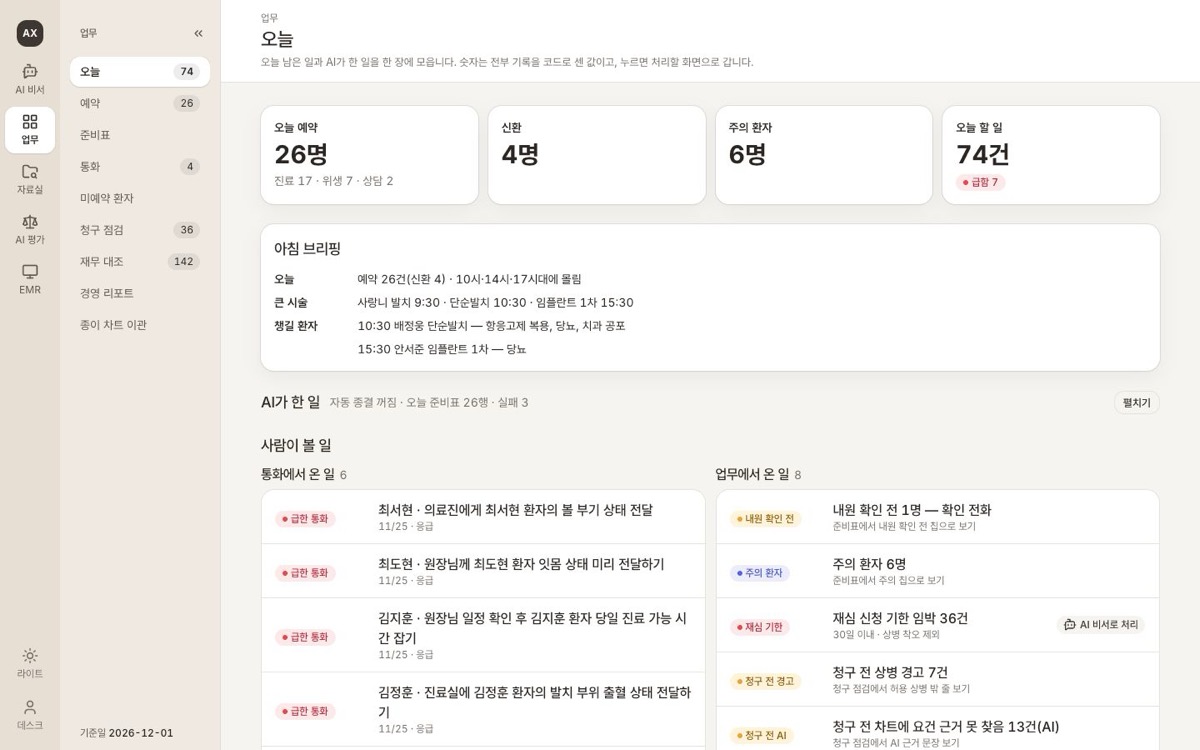 AX
AI 비서
업무
자료실
AI 평가
EMR
라이트
데스크
업무
«
오늘 74
예약 26
준비표
통화 4
미예약 환자
청구 점검 36
재무 대조 142
경영 리포트
종이 차트 이관
기준일 2026-12-01
업무
오늘
오늘 남은 일과 AI가 한 일을 한 장에 모읍니다. 숫자는 전부 기록을 코드로 센 값이고, 누르면 처리할 화면으로 갑니다.
오늘 예약
26명
진료 17 · 위생 7 · 상담 2
신환
4명
주의 환자
6명
오늘 할 일
74건
급함 7
아침 브리핑
오늘 예약 26건(신환 4) · 10시·14시·17시대에 몰림
큰 시술 사랑니 발치 9:30 · 단순발치 10:30 · 임플란트 1차 15:30
챙길 환자 10:30 배정웅 단순발치 — 항응고제 복용, 당뇨, 치과 공포
15:30 안서준 임플란트 1차 — 당뇨
AI가 한 일 자동 종결 꺼짐 · 오늘 준비표 26행 · 실패 3 펼치기
사람이 볼 일
통화에서 온 일 6
급한 통화 최서현 · 의료진에게 최서현 환자의 볼 부기 상태 전달
11/25 · 응급
급한 통화 최도현 · 원장님께 최도현 환자 잇몸 상태 미리 전달하기
11/25 · 응급
급한 통화 김지훈 · 원장님 일정 확인 후 김지훈 환자 당일 진료 가능 시
간 잡기
11/25 · 응급
급한 통화 김정훈 · 진료실에 김정훈 환자의 발치 부위 출혈 상태 전달하
기
11/25 · 응급
업무에서 온 일 8
내원 확인 전 내원 확인 전 1명 — 확인 전화
준비표에서 내원 확인 전 집으로 보기
주의 환자 주의 환자 6명
준비표에서 주의 집으로 보기
재심 기한 재심 신청 기한 임박 36건
30일 이내 · 상병 착오 제외
AI 비서로 처리
청구 전 경고 청구 전 상병 경고 7건
청구 점검에서 허용 상병 밖 줄 보기
청구 전 AI 청구 전 차트에 요건 근거 못 찾음 13건(AI)
청구 점검에서 AI 근거 문장 보기